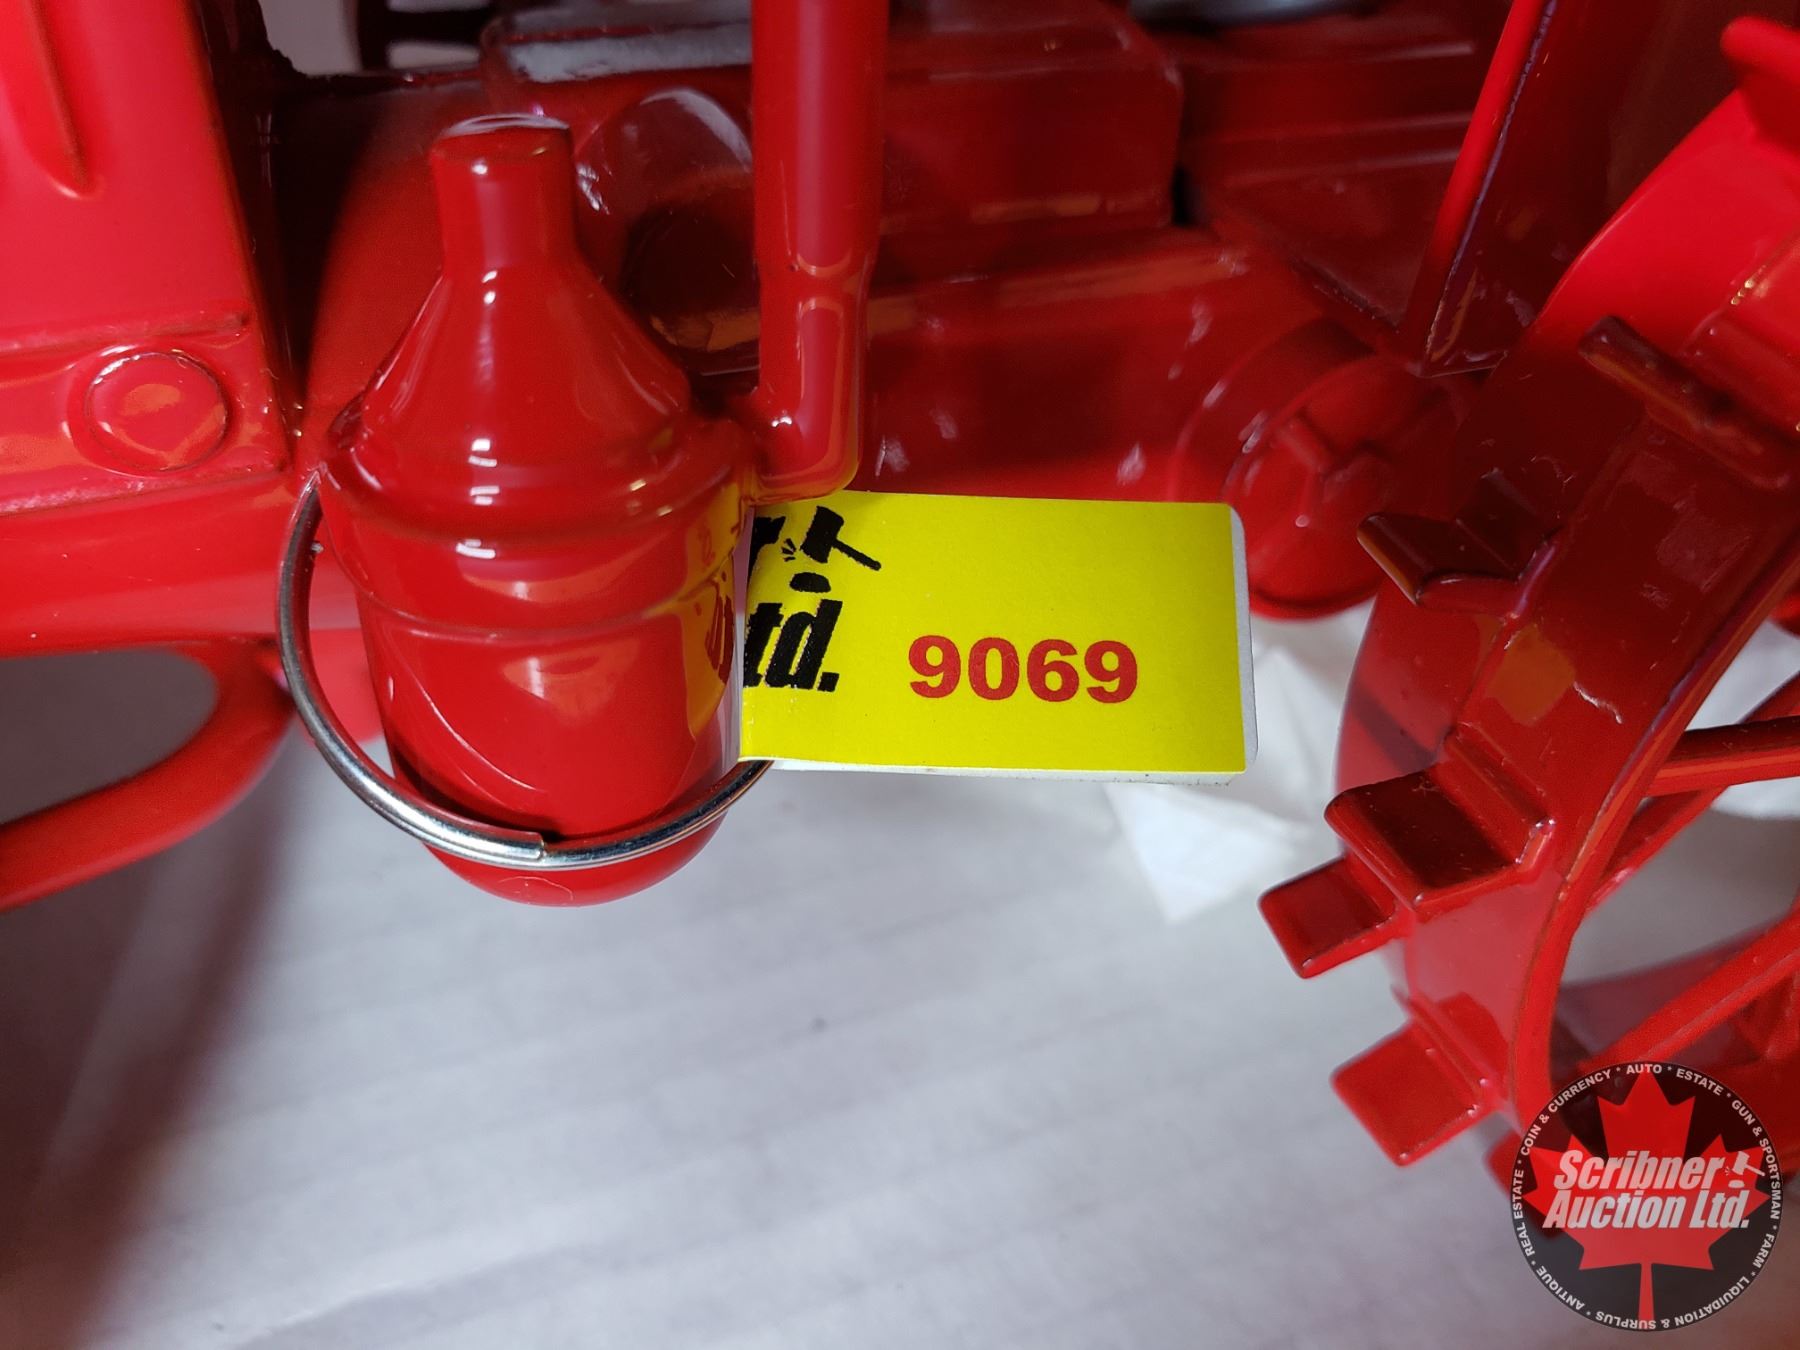 td.
9069
COIN & CURRENCY * AUTO * ESTATE * GUN & SPORTSMAN * FARM * LIQUIDATION & SURPLUS * ANTIQUE * REAL ESTATE *
Scribner
Auction Ltd.